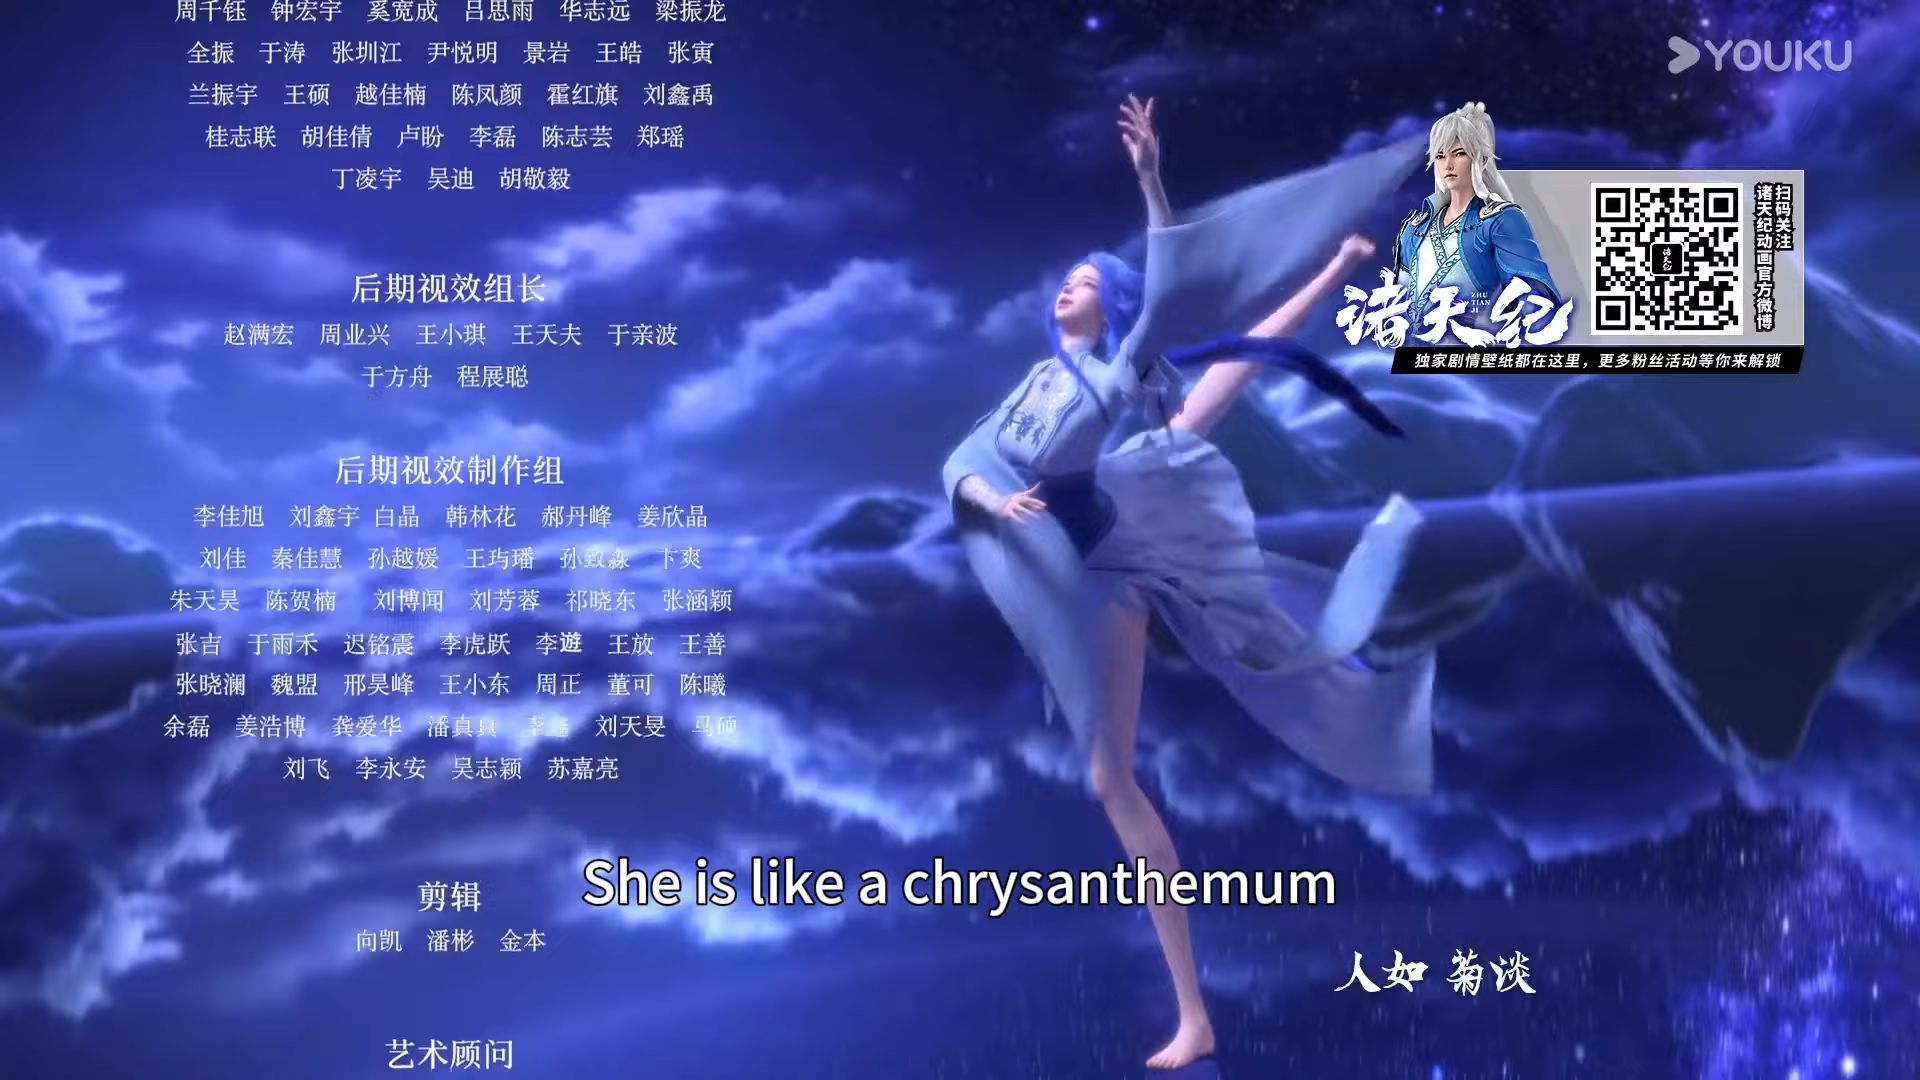 周千钰 钟宏宇 奚宽成 吕思雨 华志远 梁振龙
全振 于涛 张圳江 尹悦明 景岩 王皓 张寅
兰振宇 王硕 越佳楠 陈凤颜 霍红旗 刘鑫禹
桂志联 胡佳倩 卢盼 李磊 陈志芸 郑瑶
丁凌宇 吴迪 胡敬毅
后期视效组长
赵满宏 周业兴 王小琪 王天夫 于亲波
于方舟 程展聪
后期视效制作组
李佳旭 刘鑫宇 白晶 韩林花 郝丹峰 姜欣晶
刘佳 秦佳慧 孙越媛 王玙璠 孙致淼 卞爽
朱天昊 陈贺楠 刘博闻 刘芳蓉 祁晓东 张涵颖
张吉 于雨禾 迟铭震 李虎跃 李遊 王放 王善
张晓澜 魏盟 邢昊峰 王小东 周正 董可 陈曦
余磊 姜浩博 龚爱华 潘真真 李鑫 刘天旻 马硕
刘飞 李永安 吴志颖 苏嘉亮
剪辑
向凯 潘彬 金本
艺术顾问
YOUKU
扫码关注
诸天纪动画官方微博
诸天纪
ZHU
TIAN
JI
独家剧情壁纸都在这里，更多粉丝活动等你来解锁
She is like a chrysanthemum
人如 菊淡